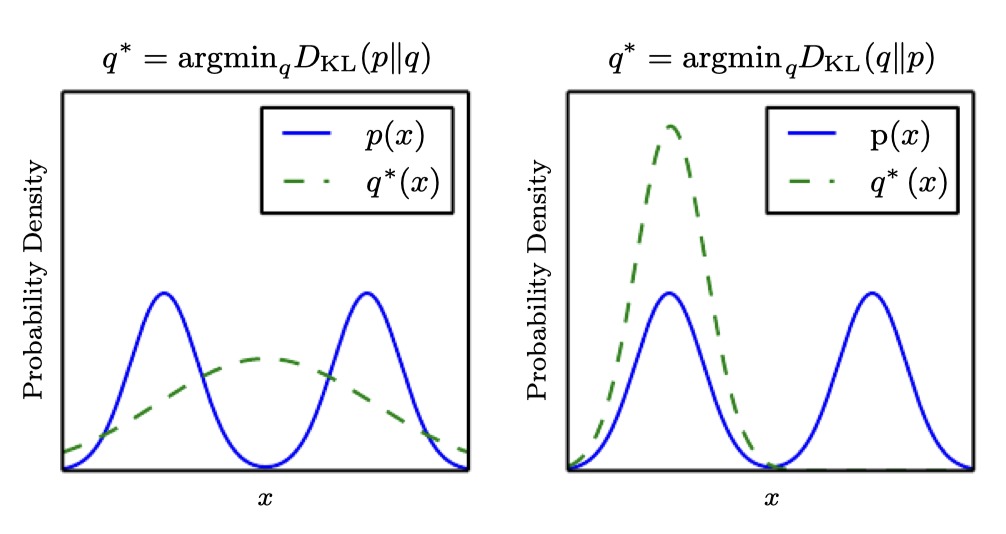 q* = argmin_q D_KL(p‖q)
p(x)
q*(x)
Probability Density
x
q* = argmin_q D_KL(q‖p)
p(x)
q*(x)
Probability Density
x